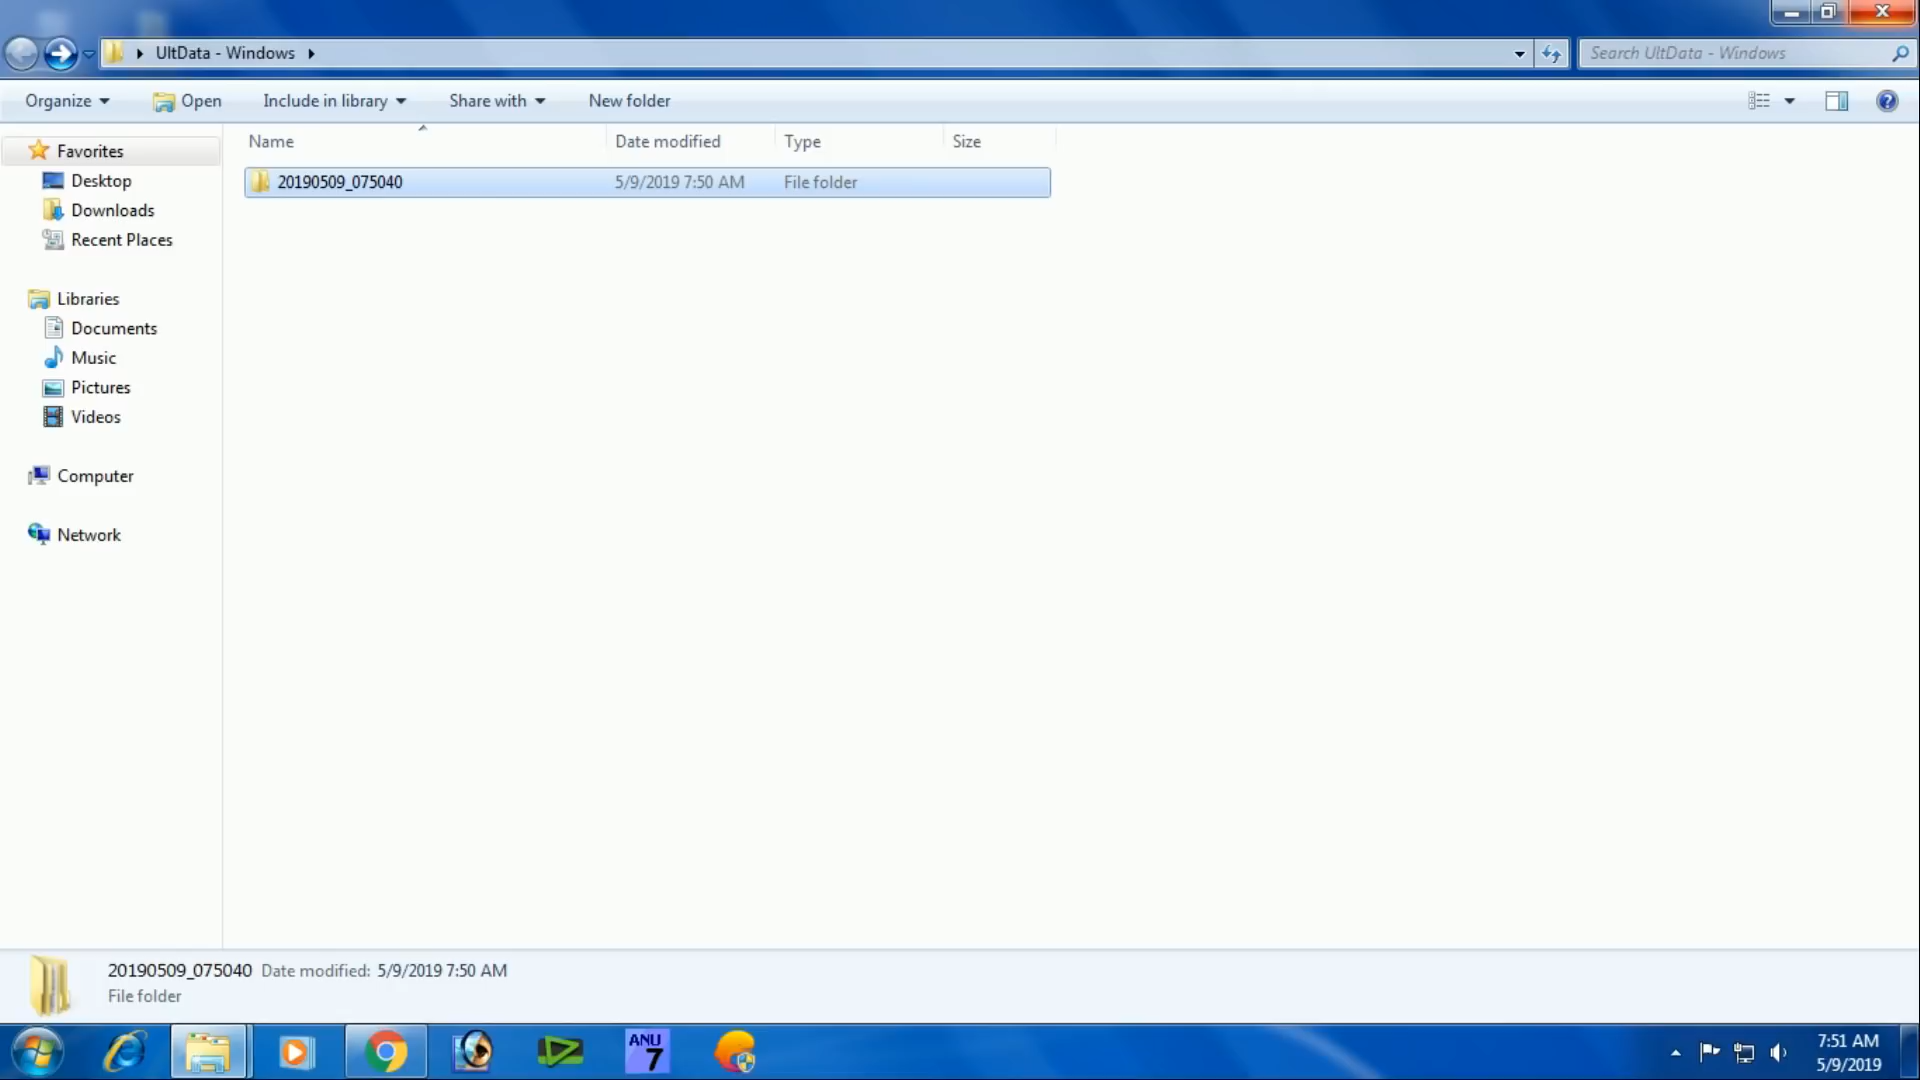 UltData - Windows
Search UltData - Windows
Organize Open Include in library Share with New folder
Name Date modified Type Size
20190509_075040 5/9/2019 7:50 AM File folder
Favorites
Desktop
Downloads
Recent Places
Libraries
Documents
Music
Pictures
Videos
Computer
Network
20190509_075040 Date modified: 5/9/2019 7:50 AM
File folder
ANU
7
7:51 AM
5/9/2019